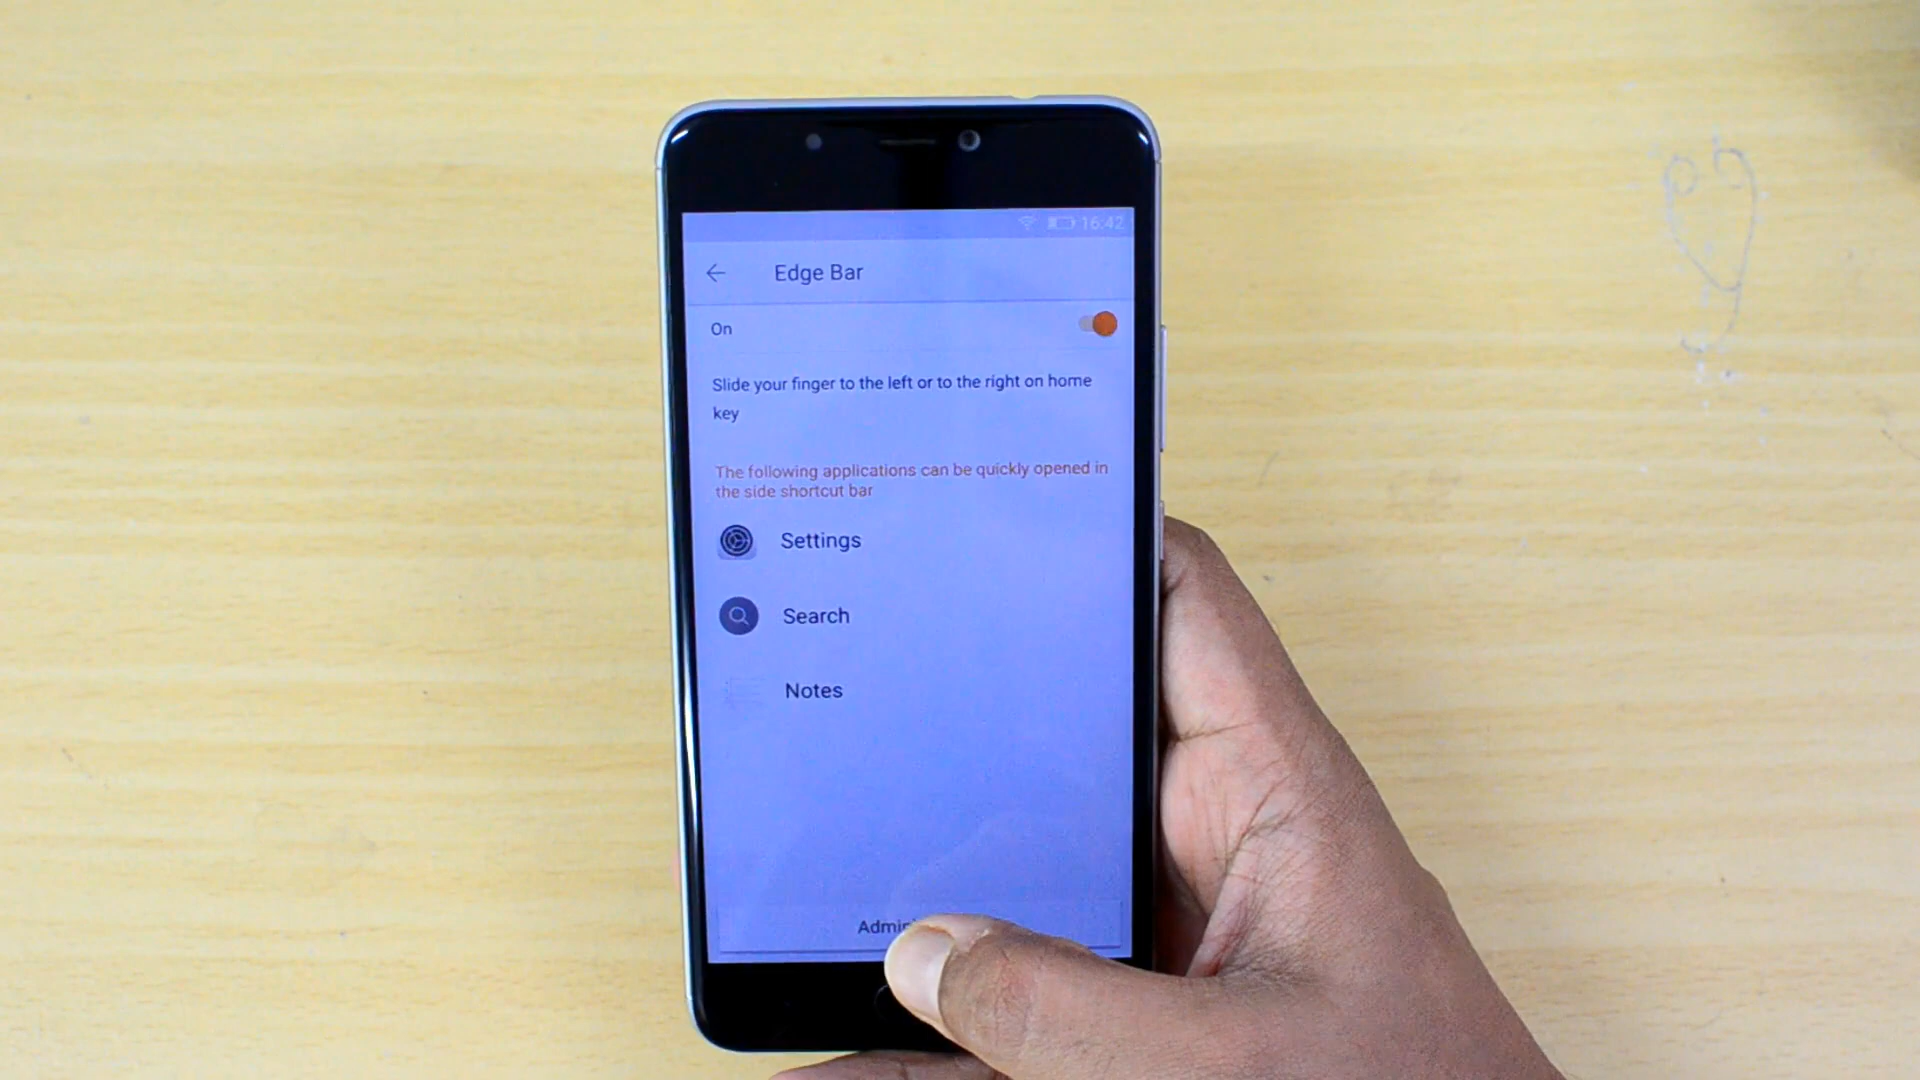 16:42
Edge Bar
On
Slide your finger to the left or to the right on home
key
The following applications can be quickly opened in
the side shortcut bar
Settings
Search
Notes